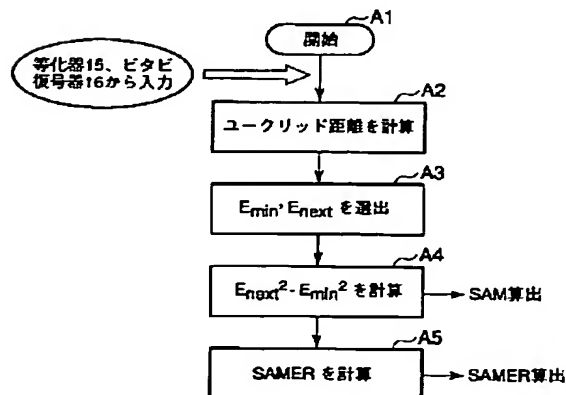 A1
開始
等化器15、ビタビ
復号器16から入力
A2
ユークリッド距離を計算
A3
Emin, Enext を選出
A4
Enext² - Emin² を計算
SAM算出
A5
SAMER を計算
SAMER算出